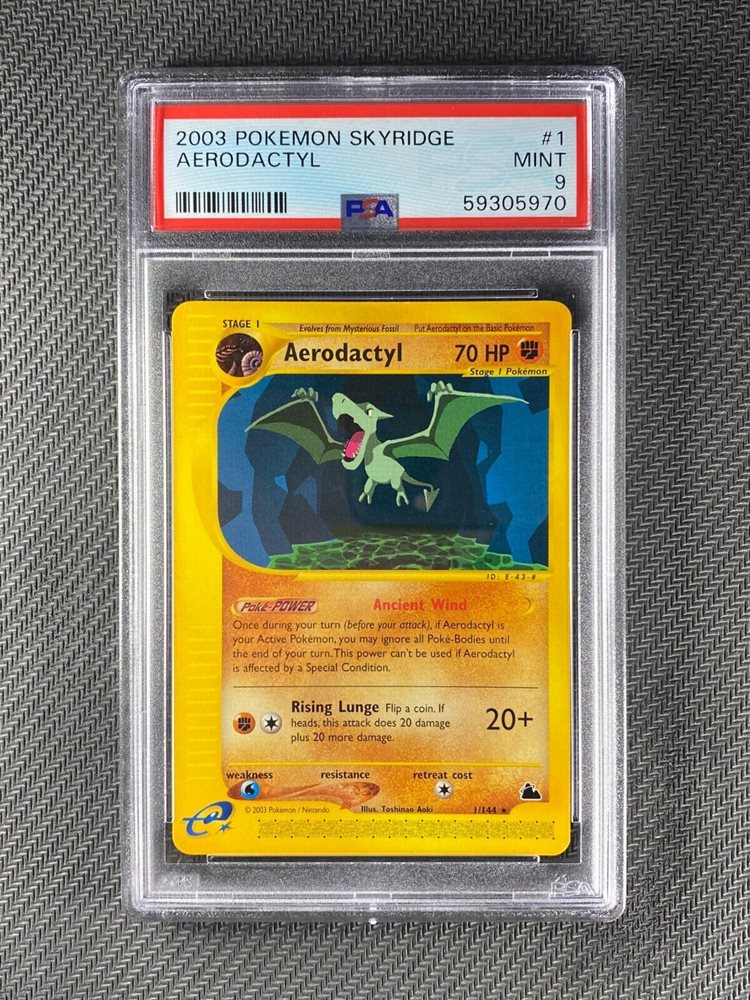 2003 POKEMON SKYRIDGE #1
AERODACTYL MINT
9
PSA 59305970
STAGE 1 Evolves from Mysterious Fossil Put Aerodactyl on the Basic Pokémon
Aerodactyl 70 HP
Stage 1 Pokémon
ID: E-43-#
Poké-POWER Ancient Wind
Once during your turn (before your attack), if Aerodactyl is
your Active Pokémon, you may ignore all Poké-Bodies until
the end of your turn. This power can't be used if Aerodactyl
is affected by a Special Condition.
Rising Lunge Flip a coin. If
heads, this attack does 20 damage
plus 20 more damage.
20+
weakness resistance retreat cost
© 2003 Pokémon / Nintendo Illus. Toshinao Aoki 1/144 ★
e
PSA